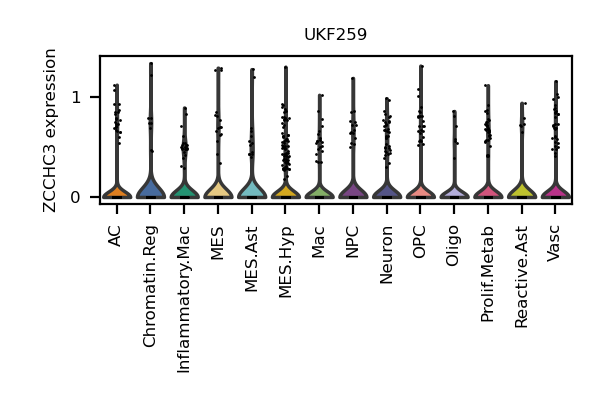 UKF259
ZCCHC3 expression
1
0
AC
Chromatin.Reg
Inflammatory.Mac
MES
MES.Ast
MES.Hyp
Mac
NPC
Neuron
OPC
Oligo
Prolif.Metab
Reactive.Ast
Vasc